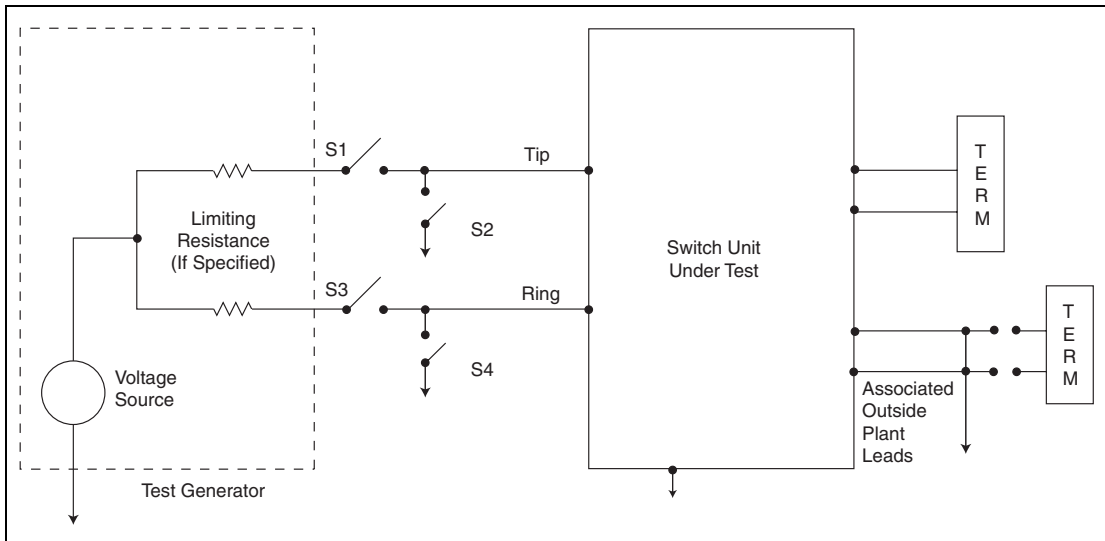 S1
Tip
T
E
R
M
Limiting
Resistance
(If Specified)
S2
Switch Unit
Under Test
S3
Ring
T
E
R
M
S4
Voltage
Source
Associated
Outside
Plant
Leads
Test Generator